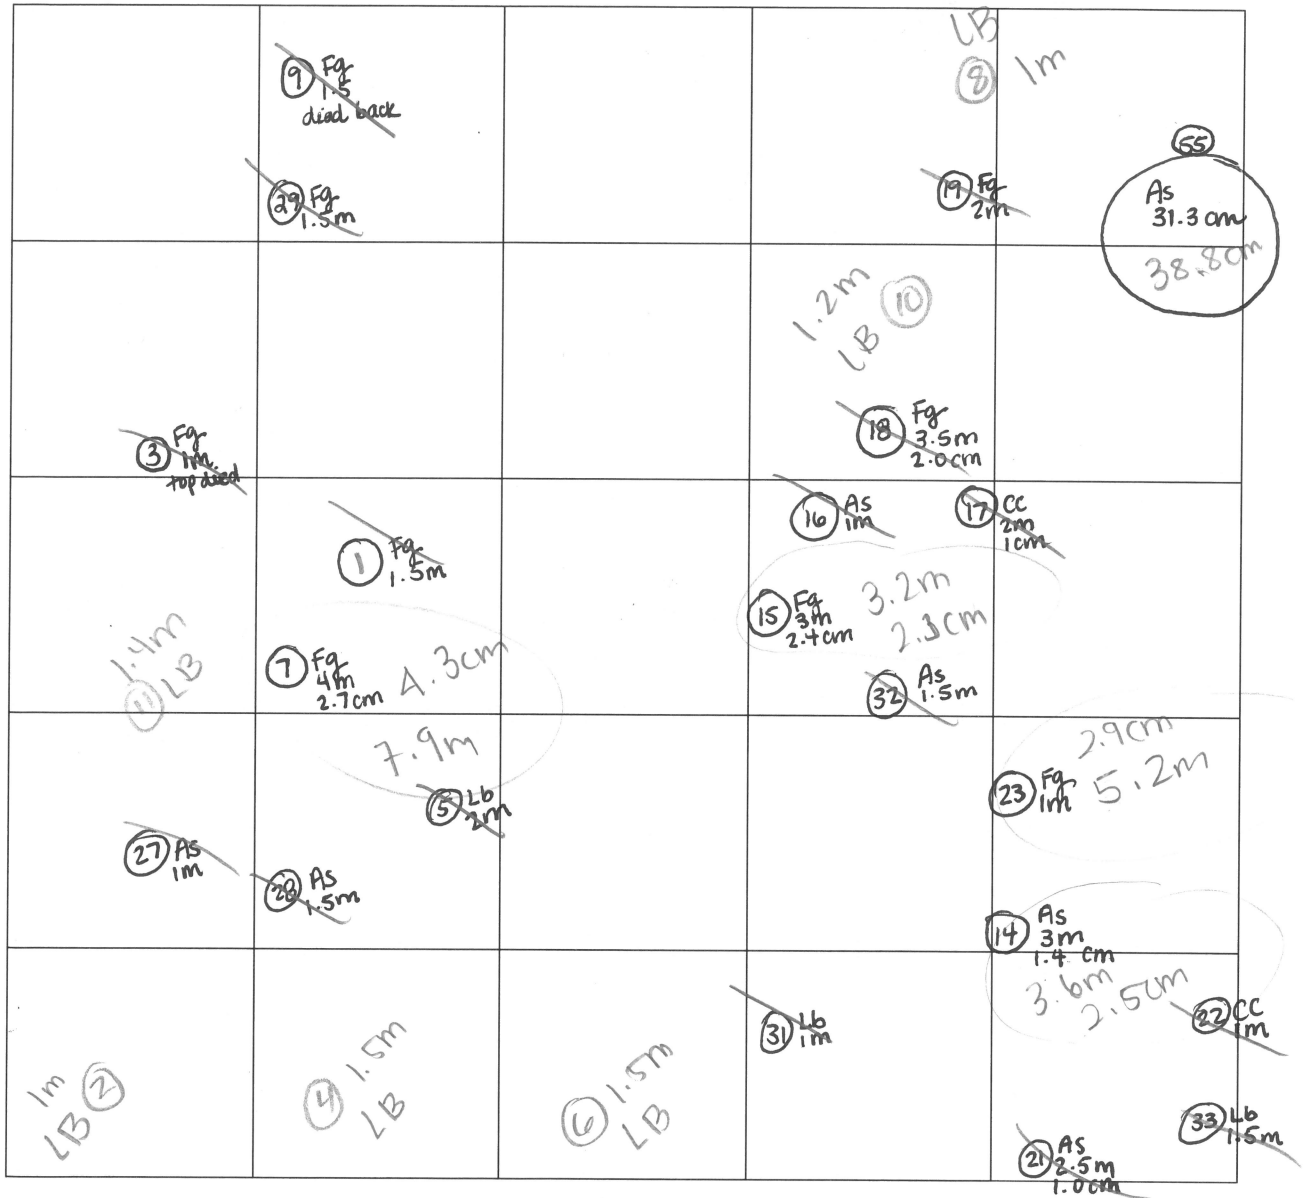 9 Fg
1.5
died back
LB
8 1m
29 Fg
1.5m
19 Fg
2m
55
As
31.3 cm
38.8cm
1.2m
LB 10
3 Fg
1m.
top died
18 Fg
3.5m
2.0cm
16 As
1m
17 CC
2m
1cm
1 Fg
1.5m
15 Fg
3m
2.4cm
3.2m
2.3cm
1.4m
11 LB
7 Fg
4m
2.7cm
4.3cm
7.9m
32 As
1.5m
5 Lb
2m
23 Fg
1m
2.9cm
5.2m
27 As
1m
28 As
1.5m
14 As
3m
1.4 cm
3.6m
2.5cm
22 CC
1m
31 Lb
1m
1m
LB 2
4 1.5m
LB
6 1.5m
LB
33 Lb
1.5m
21 As
2.5m
1.0cm